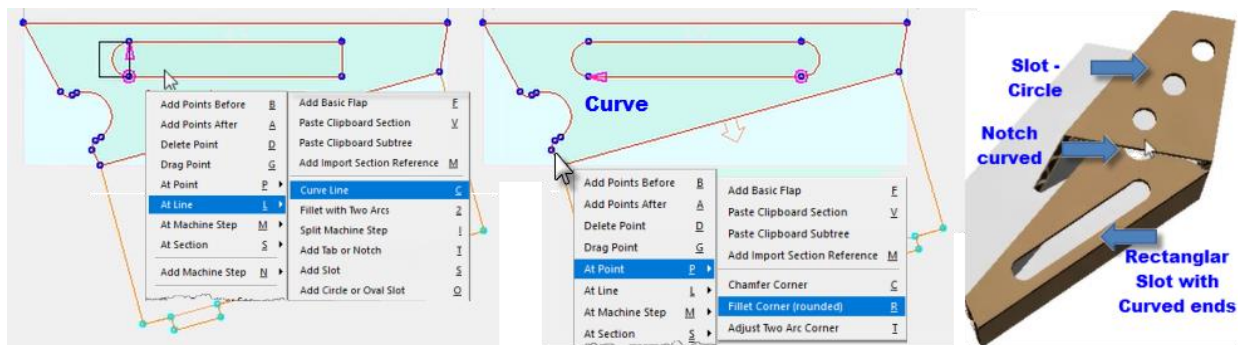 Add Points Before B
Add Points After A
Delete Point D
Drag Point G
At Point P
At Line L
At Machine Step M
At Section S
Add Machine Step N
Add Basic Flap F
Paste Clipboard Section V
Paste Clipboard Subtree
Add Import Section Reference M
Curve Line C
Fillet with Two Arcs 2
Split Machine Step I
Add Tab or Notch T
Add Slot S
Add Circle or Oval Slot O
Curve
Add Points Before B
Add Points After A
Delete Point D
Drag Point G
At Point P
At Line L
At Machine Step M
At Section S
Add Basic Flap F
Paste Clipboard Section V
Paste Clipboard Subtree
Add Import Section Reference M
Chamfer Corner C
Fillet Corner (rounded) R
Adjust Two Arc Corner T
Slot -
Circle
Notch
curved
Rectanglar
Slot with
Curved ends